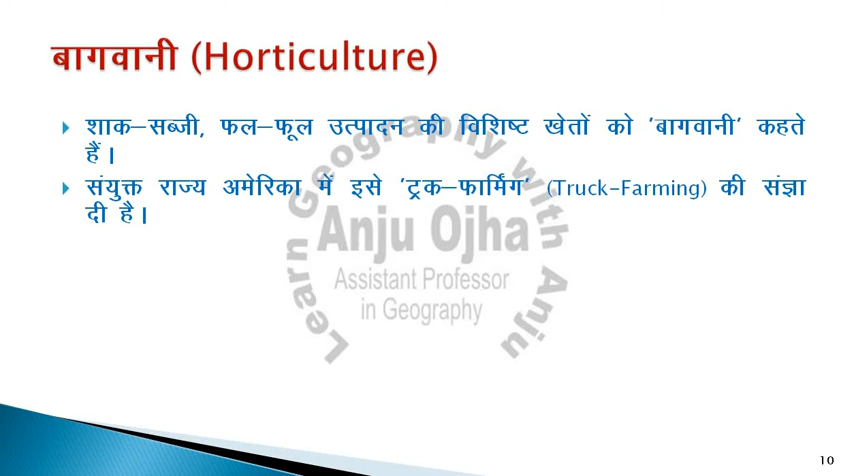 बागवानी (Horticulture)
शाक–सब्जी, फल–फूल उत्पादन की विशिष्ट खेतों को 'बागवानी' कहते
हैं।
संयुक्त राज्य अमेरिका में इसे 'ट्रक–फार्मिंग' (Truck-Farming) की संज्ञा
दी है।
Learn Geography with Anju
Anju Ojha
Assistant Professor
in Geography
10